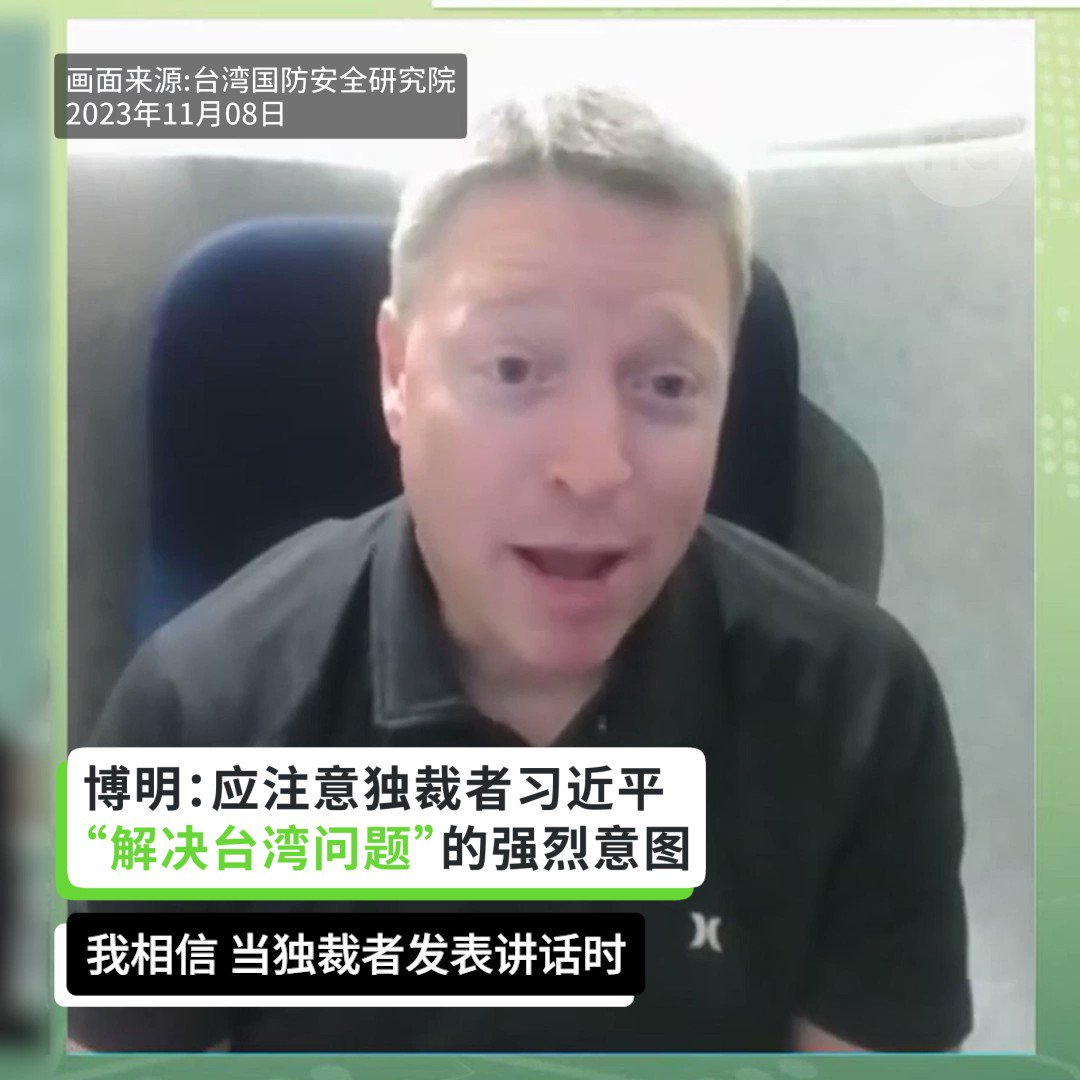 画面来源:台湾国防安全研究院
2023年11月08日
rfa
博明:应注意独裁者习近平
“解决台湾问题”的强烈意图
我相信 当独裁者发表讲话时